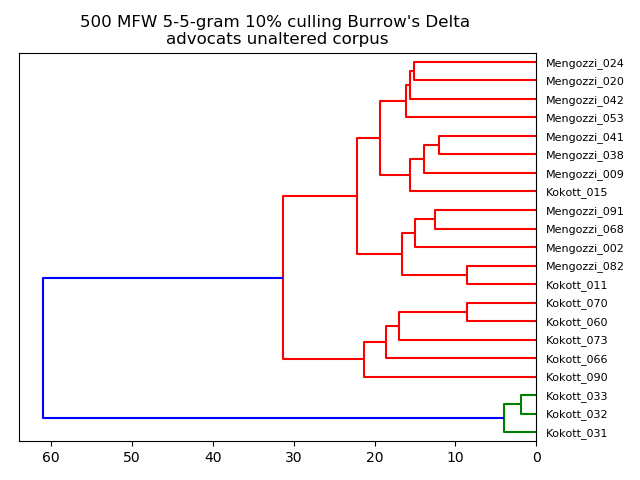 500 MFW 5-5-gram 10% culling Burrow's Delta
advocats unaltered corpus
Mengozzi_024
Mengozzi_020
Mengozzi_042
Mengozzi_053
Mengozzi_041
Mengozzi_038
Mengozzi_009
Kokott_015
Mengozzi_091
Mengozzi_068
Mengozzi_002
Mengozzi_082
Kokott_011
Kokott_070
Kokott_060
Kokott_073
Kokott_066
Kokott_090
Kokott_033
Kokott_032
Kokott_031
60 50 40 30 20 10 0